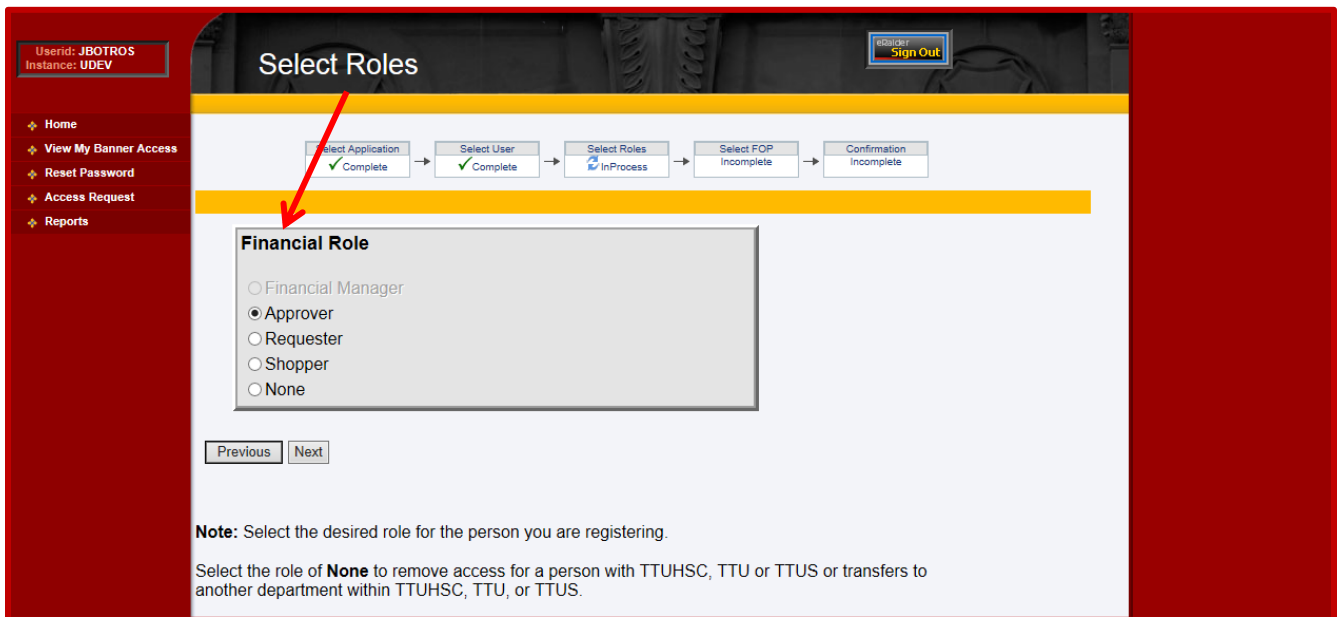 Userid: JBOTROS
Instance: UDEV
Select Roles
eRaider
Sign Out
Home
View My Banner Access
Reset Password
Access Request
Reports
Select Application
Complete
Select User
Complete
Select Roles
InProcess
Select FOP
Incomplete
Confirmation
Incomplete
Financial Role
Financial Manager
Approver
Requester
Shopper
None
Previous
Next
Note: Select the desired role for the person you are registering.
Select the role of None to remove access for a person with TTUHSC, TTU or TTUS or transfers to
another department within TTUHSC, TTU, or TTUS.